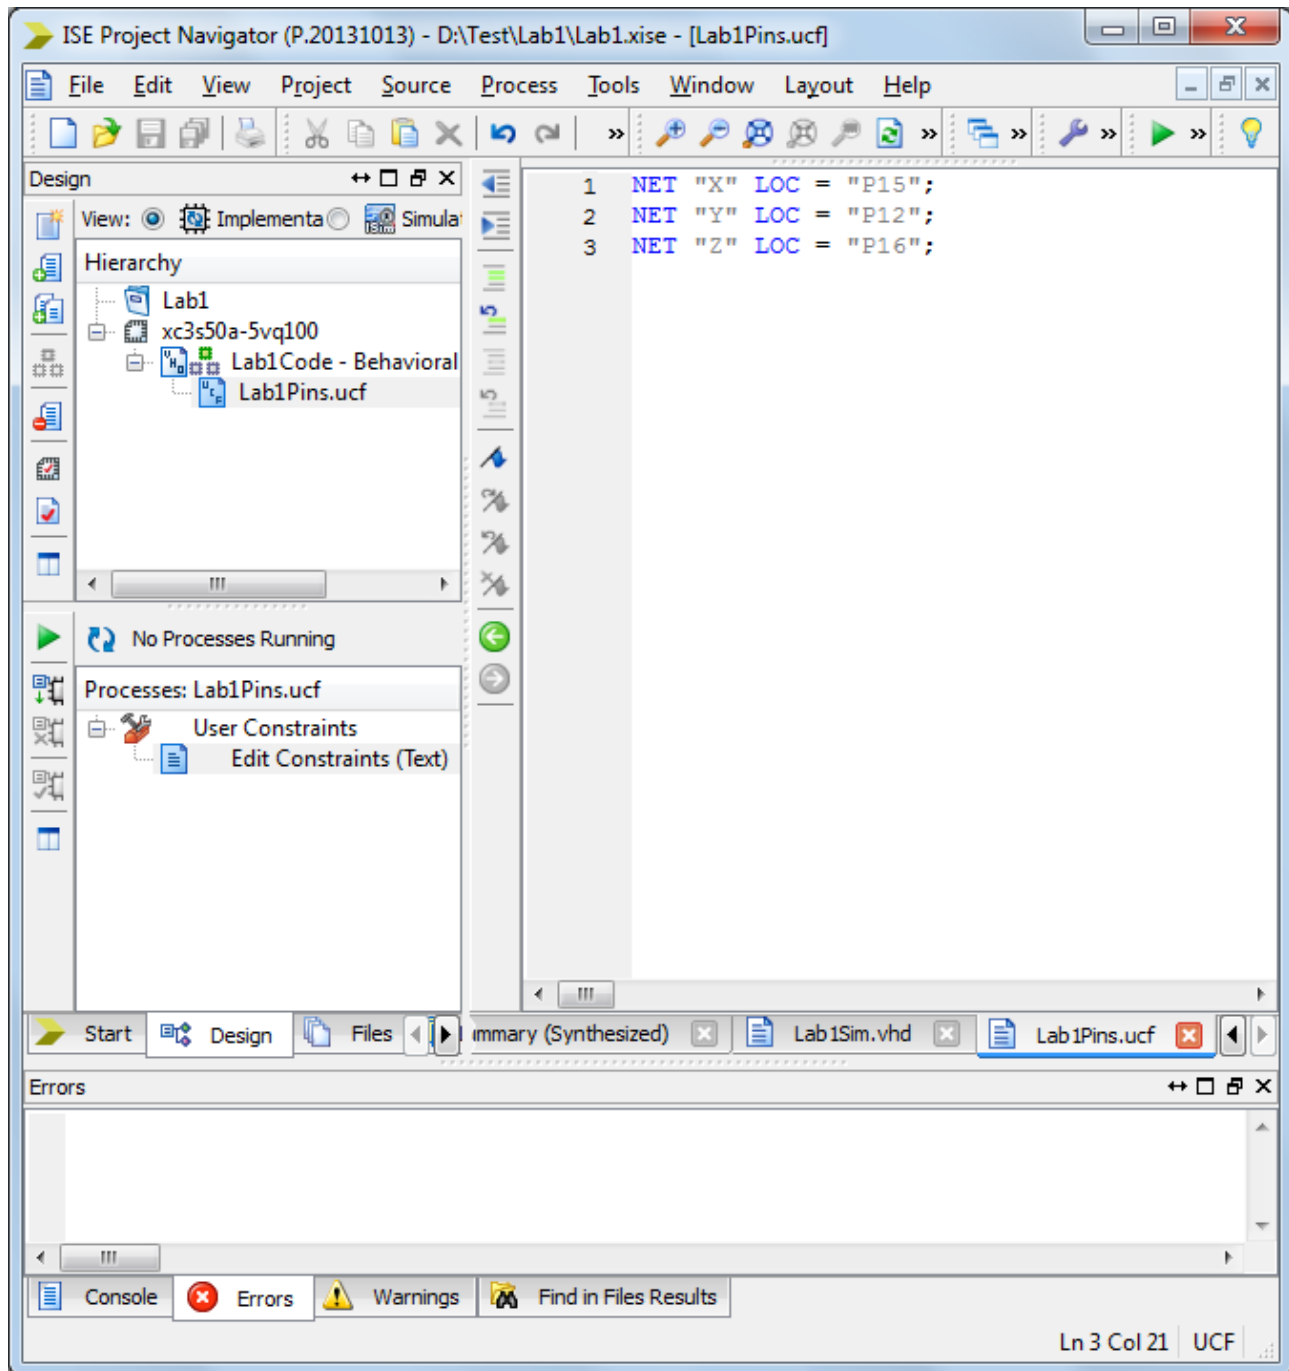 ISE Project Navigator (P.20131013) - D:\Test\Lab1\Lab1.xise - [Lab1Pins.ucf]
File Edit View Project Source Process Tools Window Layout Help
Design
View: Implementa Simula
Hierarchy
Lab1
xc3s50a-5vq100
Lab1Code - Behavioral
Lab1Pins.ucf
No Processes Running
Processes: Lab1Pins.ucf
User Constraints
Edit Constraints (Text)
1 NET "X" LOC = "P15";
2 NET "Y" LOC = "P12";
3 NET "Z" LOC = "P16";
Start Design Files ummary (Synthesized) Lab1Sim.vhd Lab1Pins.ucf
Errors
Console Errors Warnings Find in Files Results
Ln 3 Col 21 UCF